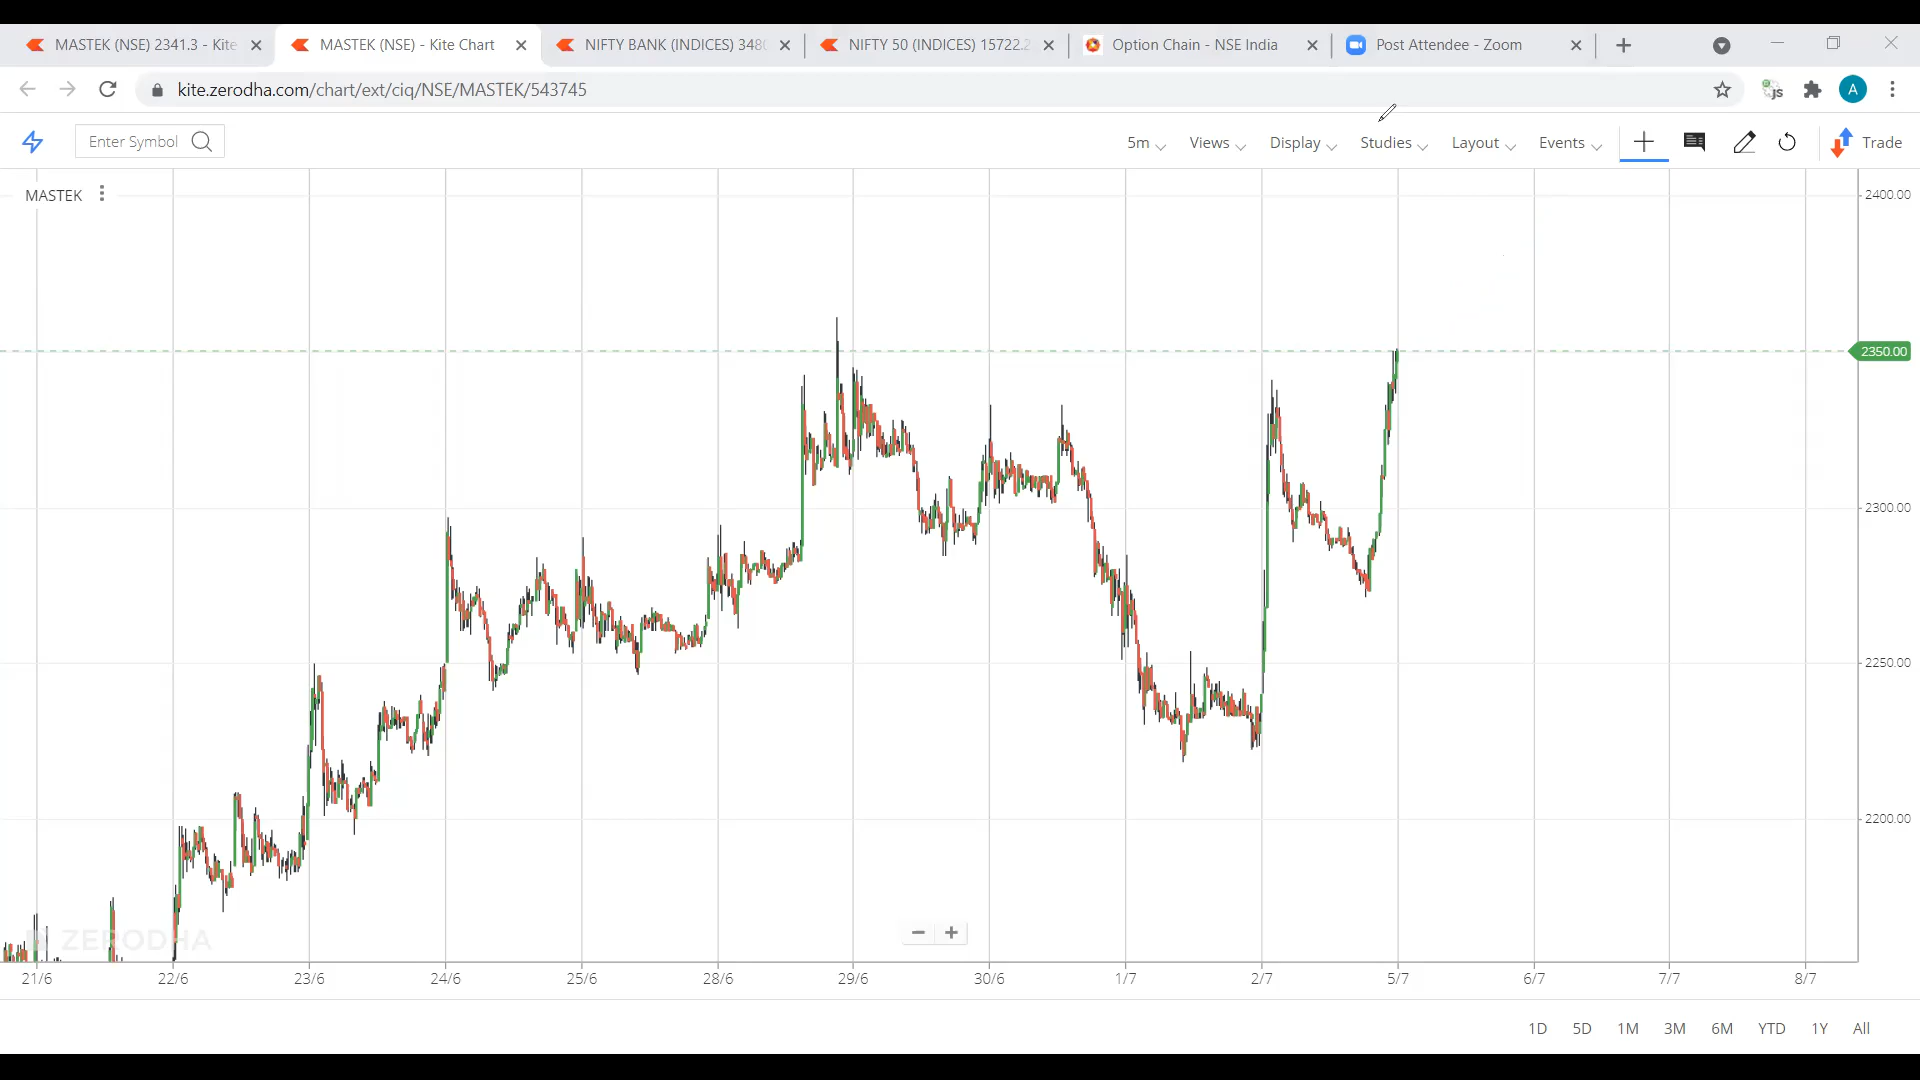 MASTEK (NSE) 2341.3 - Kite
MASTEK (NSE) - Kite Chart
NIFTY BANK (INDICES) 348
NIFTY 50 (INDICES) 15722.2
Option Chain - NSE India
Post Attendee - Zoom
kite.zerodha.com/chart/ext/ciq/NSE/MASTEK/543745
JS
A
Enter Symbol
5m
Views
Display
Studies
Layout
Events
Trade
MASTEK
2400.00
2350.00
2300.00
2250.00
2200.00
ZERODHA
21/6 22/6 23/6 24/6 25/6 28/6 29/6 30/6 1/7 2/7 5/7 6/7 7/7 8/7
1D 5D 1M 3M 6M YTD 1Y All